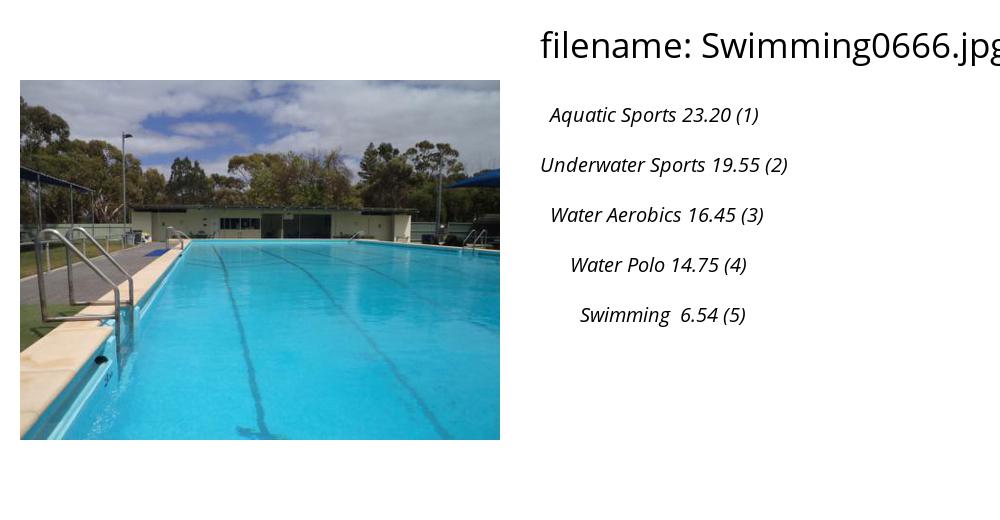 filename: Swimming0666.jpg
Aquatic Sports 23.20 (1)
Underwater Sports 19.55 (2)
Water Aerobics 16.45 (3)
Water Polo 14.75 (4)
Swimming 6.54 (5)